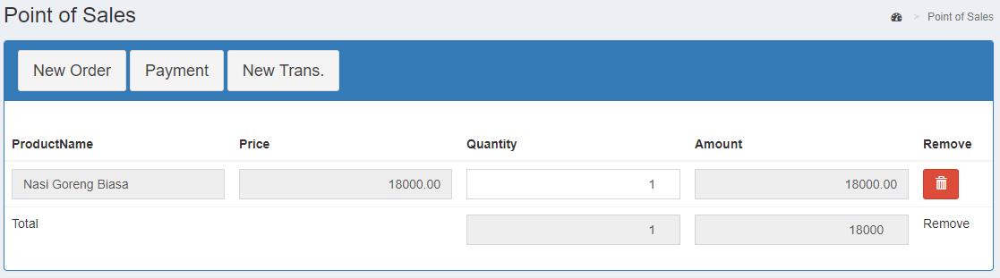 Point of Sales
> Point of Sales
New Order Payment New Trans.
ProductName Price Quantity Amount Remove
Nasi Goreng Biasa 18000.00 1 18000.00
Total 1 18000 Remove